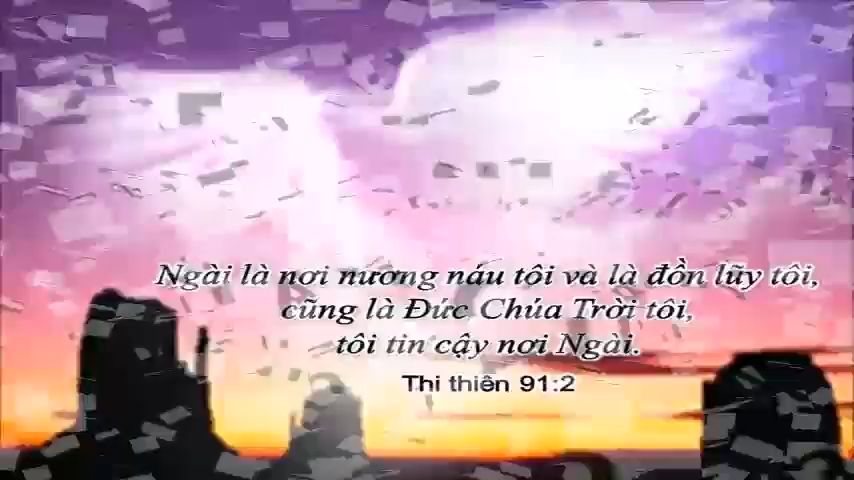 Ngài là nơi nương náu tôi và là đồn lũy tôi,
cũng là Đức Chúa Trời tôi,
tôi tin cậy nơi Ngài.
Thi thiên 91:2